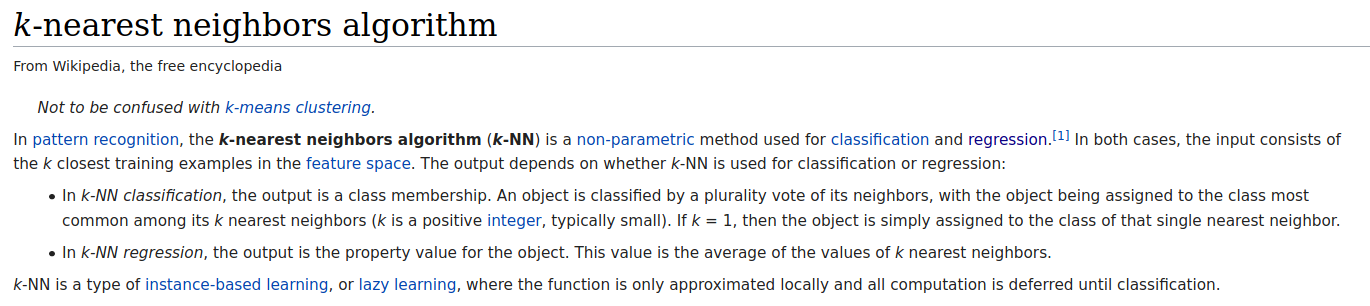 k-nearest neighbors algorithm
From Wikipedia, the free encyclopedia
Not to be confused with k-means clustering.
In pattern recognition, the k-nearest neighbors algorithm (k-NN) is a non-parametric method used for classification and regression.[1] In both cases, the input consists of
the k closest training examples in the feature space. The output depends on whether k-NN is used for classification or regression:
• In k-NN classification, the output is a class membership. An object is classified by a plurality vote of its neighbors, with the object being assigned to the class most
common among its k nearest neighbors (k is a positive integer, typically small). If k = 1, then the object is simply assigned to the class of that single nearest neighbor.
• In k-NN regression, the output is the property value for the object. This value is the average of the values of k nearest neighbors.
k-NN is a type of instance-based learning, or lazy learning, where the function is only approximated locally and all computation is deferred until classification.